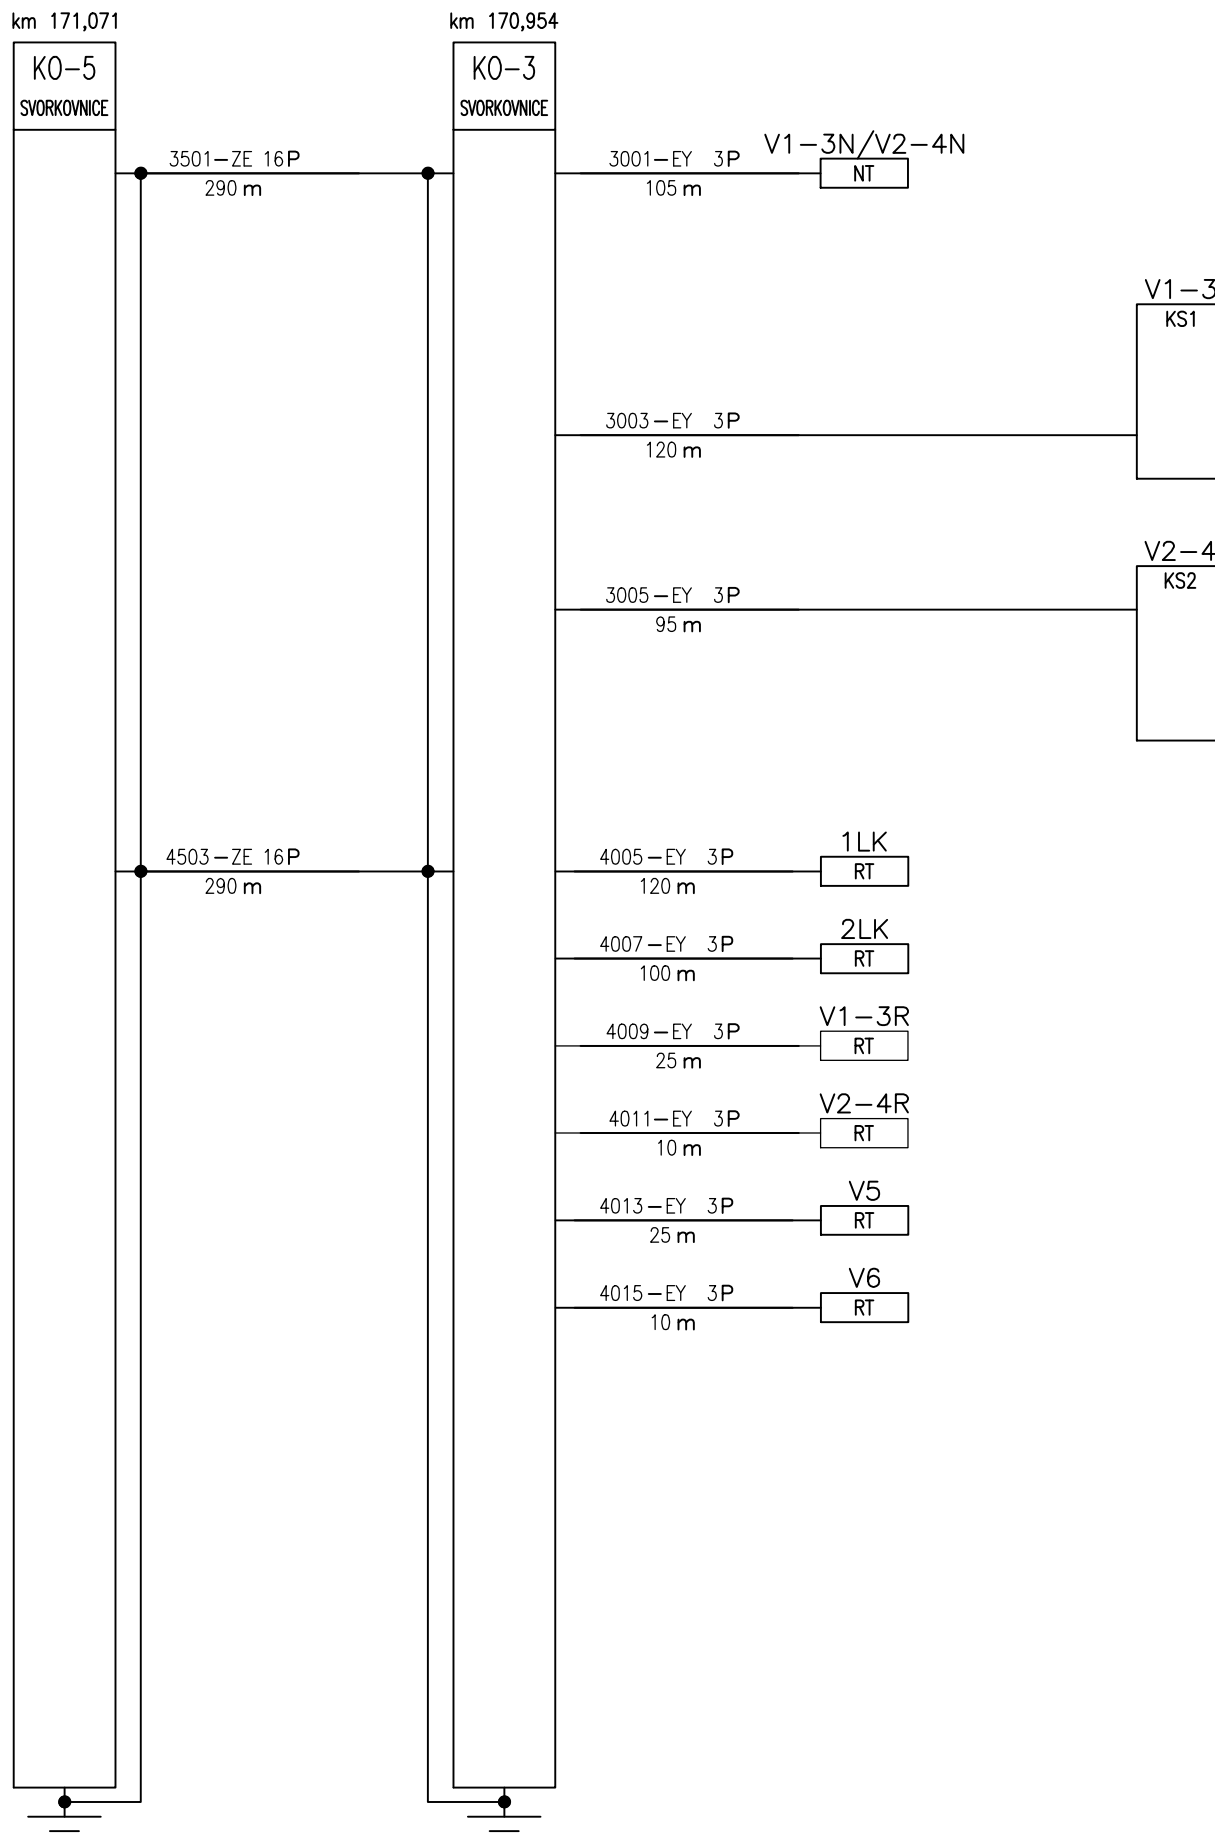 km 171,071
km 170,954
KO-5
SVORKOVNICE
KO-3
SVORKOVNICE
3501-ZE 16P
290 m
3001-EY 3P
105 m
V1-3N/V2-4N
NT
V1-3
KS1
3003-EY 3P
120 m
V2-4
KS2
3005-EY 3P
95 m
4503-ZE 16P
290 m
4005-EY 3P
120 m
1LK
RT
4007-EY 3P
100 m
2LK
RT
4009-EY 3P
25 m
V1-3R
RT
4011-EY 3P
10 m
V2-4R
RT
4013-EY 3P
25 m
V5
RT
4015-EY 3P
10 m
V6
RT